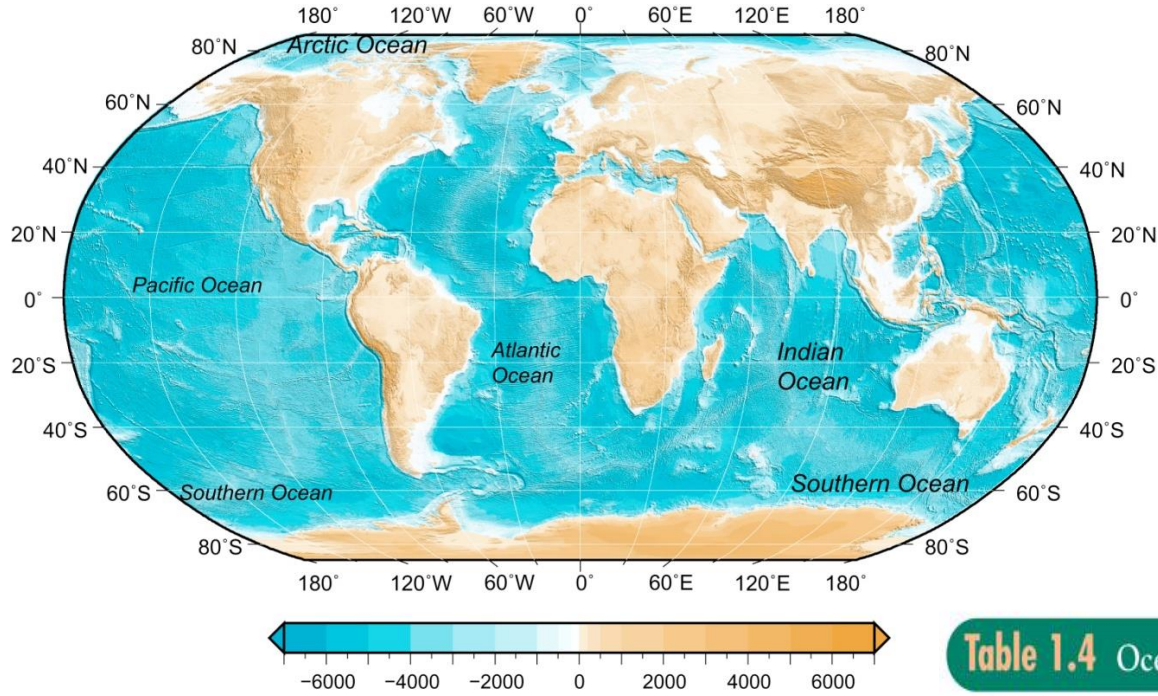 180° 120°W 60°W 0° 60°E 120°E 180°
80°N Arctic Ocean 80°N
60°N 60°N
40°N 40°N
20°N 20°N
Pacific Ocean
0° 0°
Atlantic
Ocean
Indian
Ocean
20°S 20°S
40°S 40°S
Southern Ocean Southern Ocean
60°S 60°S
80°S 80°S
180° 120°W 60°W 0° 60°E 120°E 180°
−6000 −4000 −2000 0 2000 4000 6000
Table 1.4 Oc